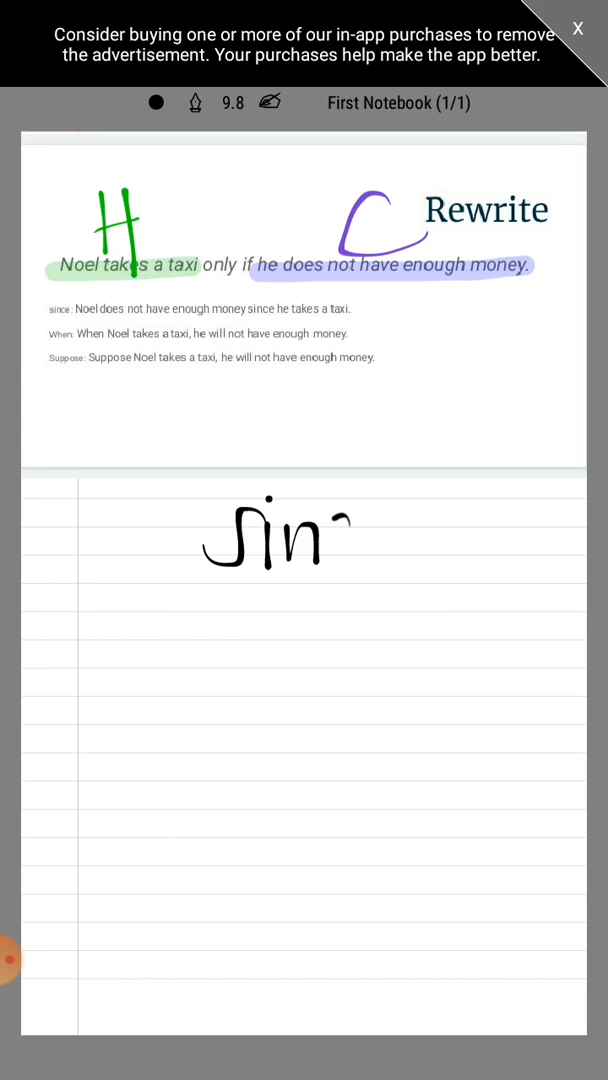 Consider buying one or more of our in-app purchases to remove
the advertisement. Your purchases help make the app better.
X
9.8 First Notebook (1/1)
H C Rewrite
Noel takes a taxi only if he does not have enough money.
since: Noel does not have enough money since he takes a taxi.
When: When Noel takes a taxi, he will not have enough money.
Suppose: Suppose Noel takes a taxi, he will not have enough money.
sin